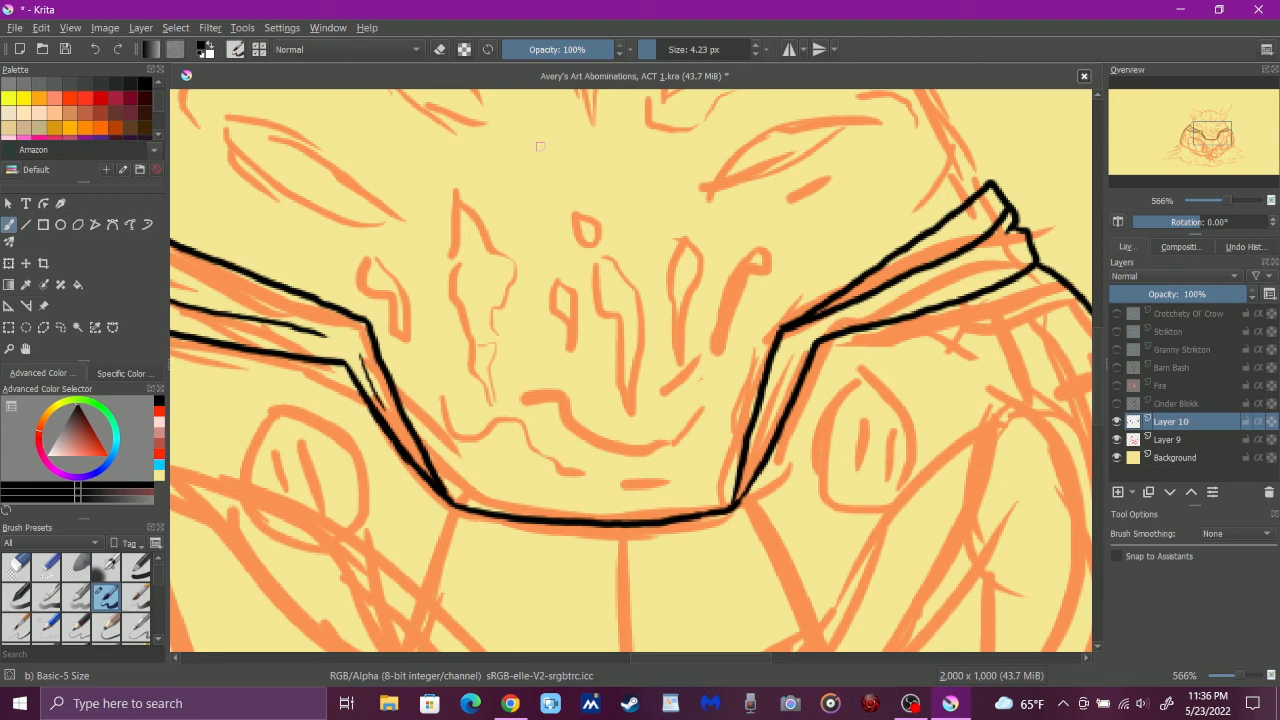 * - Krita
File Edit View Image Layer Select Filter Tools Settings Window Help
Normal Opacity: 100% Size: 4.23 px
Palette
Avery's Art Abominations, ACT 1.kra (43.7 MiB) *
Overview
Amazon
Default
566%
Rotation: 0.00°
Lay... Compositi... Undo Hist...
Layers
Normal
Opacity: 100%
Crotchety Ol' Crow
Strikton
Granny Strikton
Barn Bash
Fire
Cinder Blokk
Layer 10
Layer 9
Background
Advanced Color ... Specific Color ...
Advanced Color Selector
Tool Options
Brush Smoothing: None
Snap to Assistants
Brush Presets
All Tag
Search
b) Basic-5 Size RGB/Alpha (8-bit integer/channel) sRGB-elle-V2-srgbtrc.icc 2,000 x 1,000 (43.7 MiB) 566%
Type here to search 65°F 11:36 PM
5/23/2022